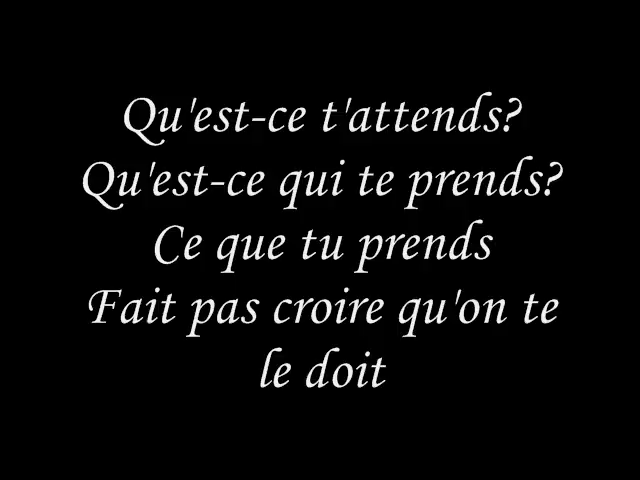 Qu'est-ce t'attends?
Qu'est-ce qui te prends?
Ce que tu prends
Fait pas croire qu'on te
le doit